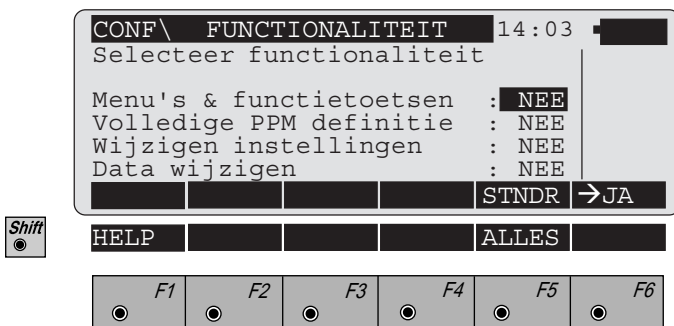 CONF\ FUNCTIONALITEIT 14:03
Selecteer functionaliteit
Menu's & functietoetsen : NEE
Volledige PPM definitie : NEE
Wijzigen instellingen : NEE
Data wijzigen : NEE
STNDR →JA
Shift
HELP ALLES
F1 F2 F3 F4 F5 F6